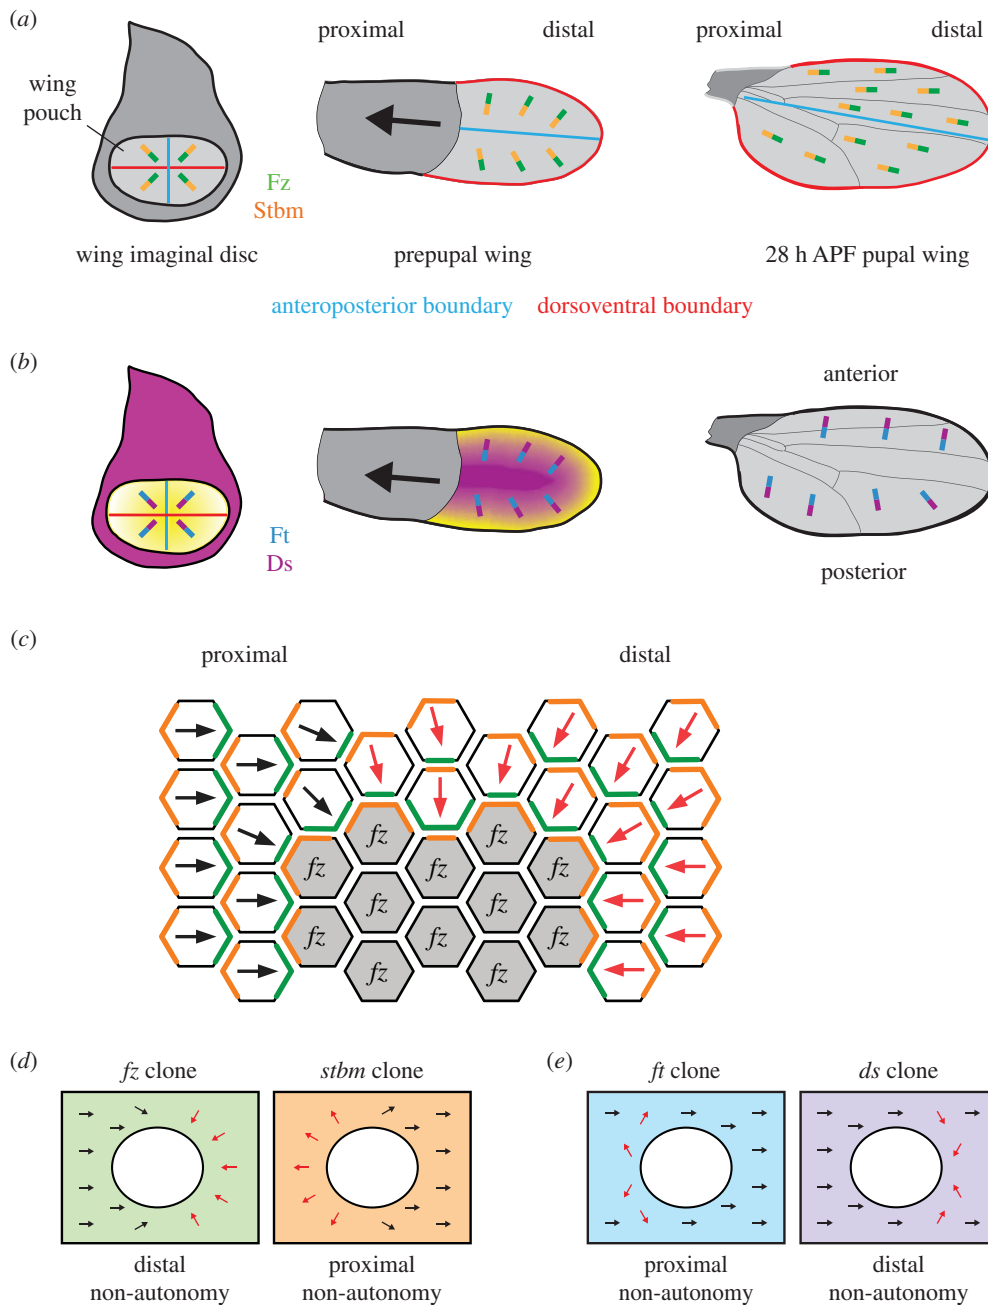 (a)
proximal
distal
proximal
distal
wing
pouch
Fz
Stbm
wing imaginal disc
prepupal wing
28 h APF pupal wing
anteroposterior boundary
dorsoventral boundary
(b)
anterior
Ft
Ds
posterior
(c)
proximal
distal
fz
fz
fz
fz
fz
fz
fz
fz
fz
fz
fz
fz
fz
(d)
fz clone
stbm clone
(e)
ft clone
ds clone
distal
non-autonomy
proximal
non-autonomy
proximal
non-autonomy
distal
non-autonomy